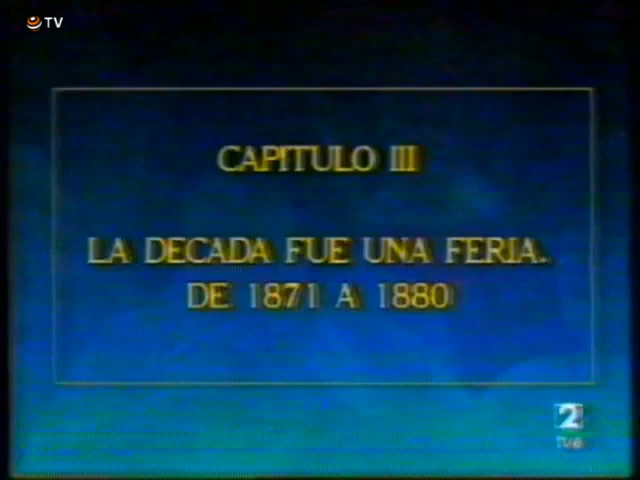 TV
CAPITULO III
LA DECADA FUE UNA FERIA.
DE 1871 A 1880
2
tve